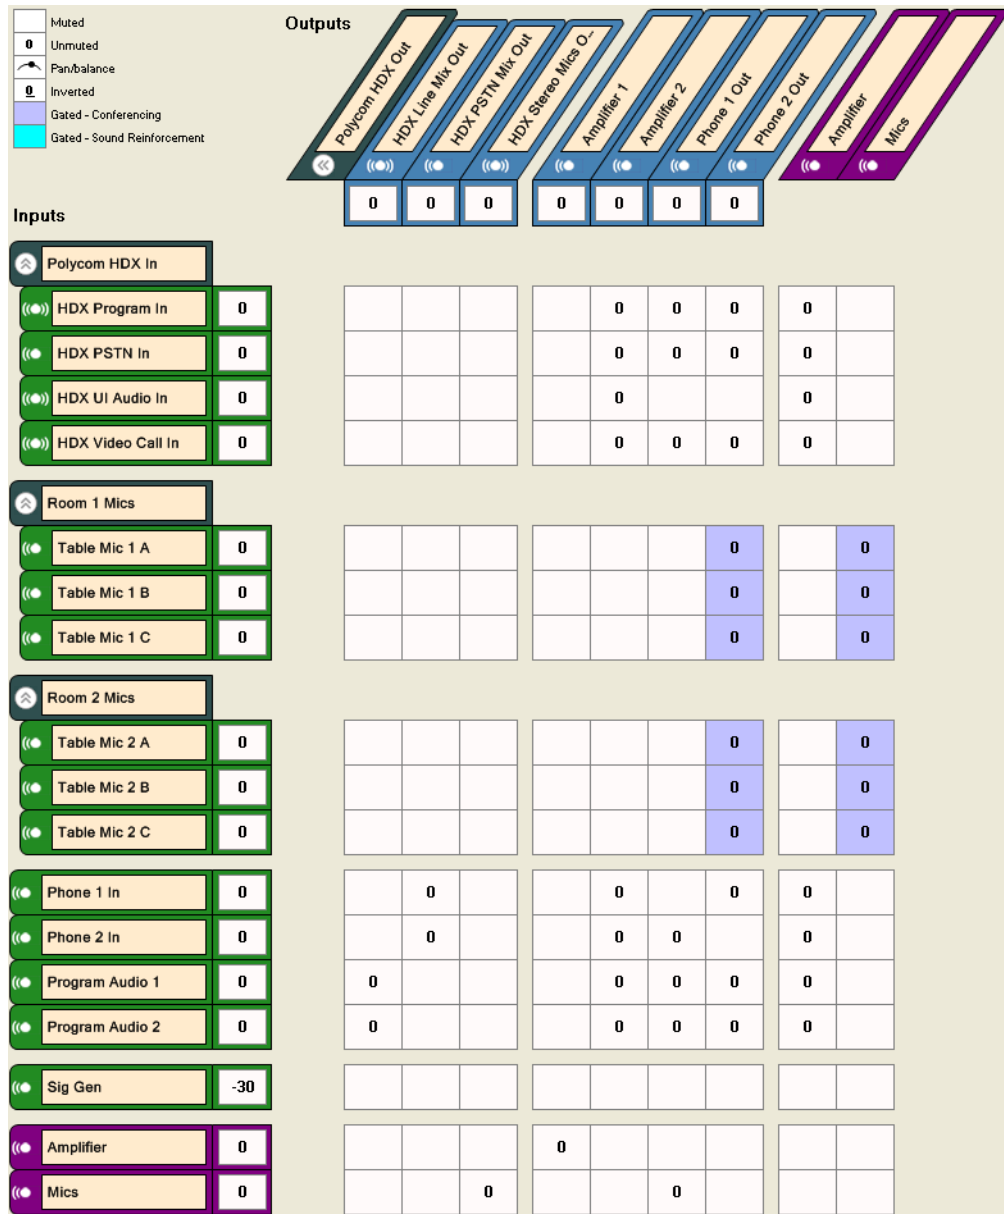 Muted
0 Unmuted
Pan/balance
0 Inverted
Gated - Conferencing
Gated - Sound Reinforcement
Outputs
Polycom HDX Out
HDX Line Mix Out
HDX PSTN Mix Out
HDX Stereo Mics O...
Amplifier 1
Amplifier 2
Phone 1 Out
Phone 2 Out
Amplifier
Mics
0 0 0 0 0 0 0
Inputs
Polycom HDX In
HDX Program In 0 0 0 0 0
HDX PSTN In 0 0 0 0 0
HDX UI Audio In 0 0 0
HDX Video Call In 0 0 0 0 0
Room 1 Mics
Table Mic 1 A 0 0 0
Table Mic 1 B 0 0 0
Table Mic 1 C 0 0 0
Room 2 Mics
Table Mic 2 A 0 0 0
Table Mic 2 B 0 0 0
Table Mic 2 C 0 0 0
Phone 1 In 0 0 0 0 0
Phone 2 In 0 0 0 0 0
Program Audio 1 0 0 0 0 0 0
Program Audio 2 0 0 0 0 0 0
Sig Gen -30
Amplifier 0 0
Mics 0 0 0